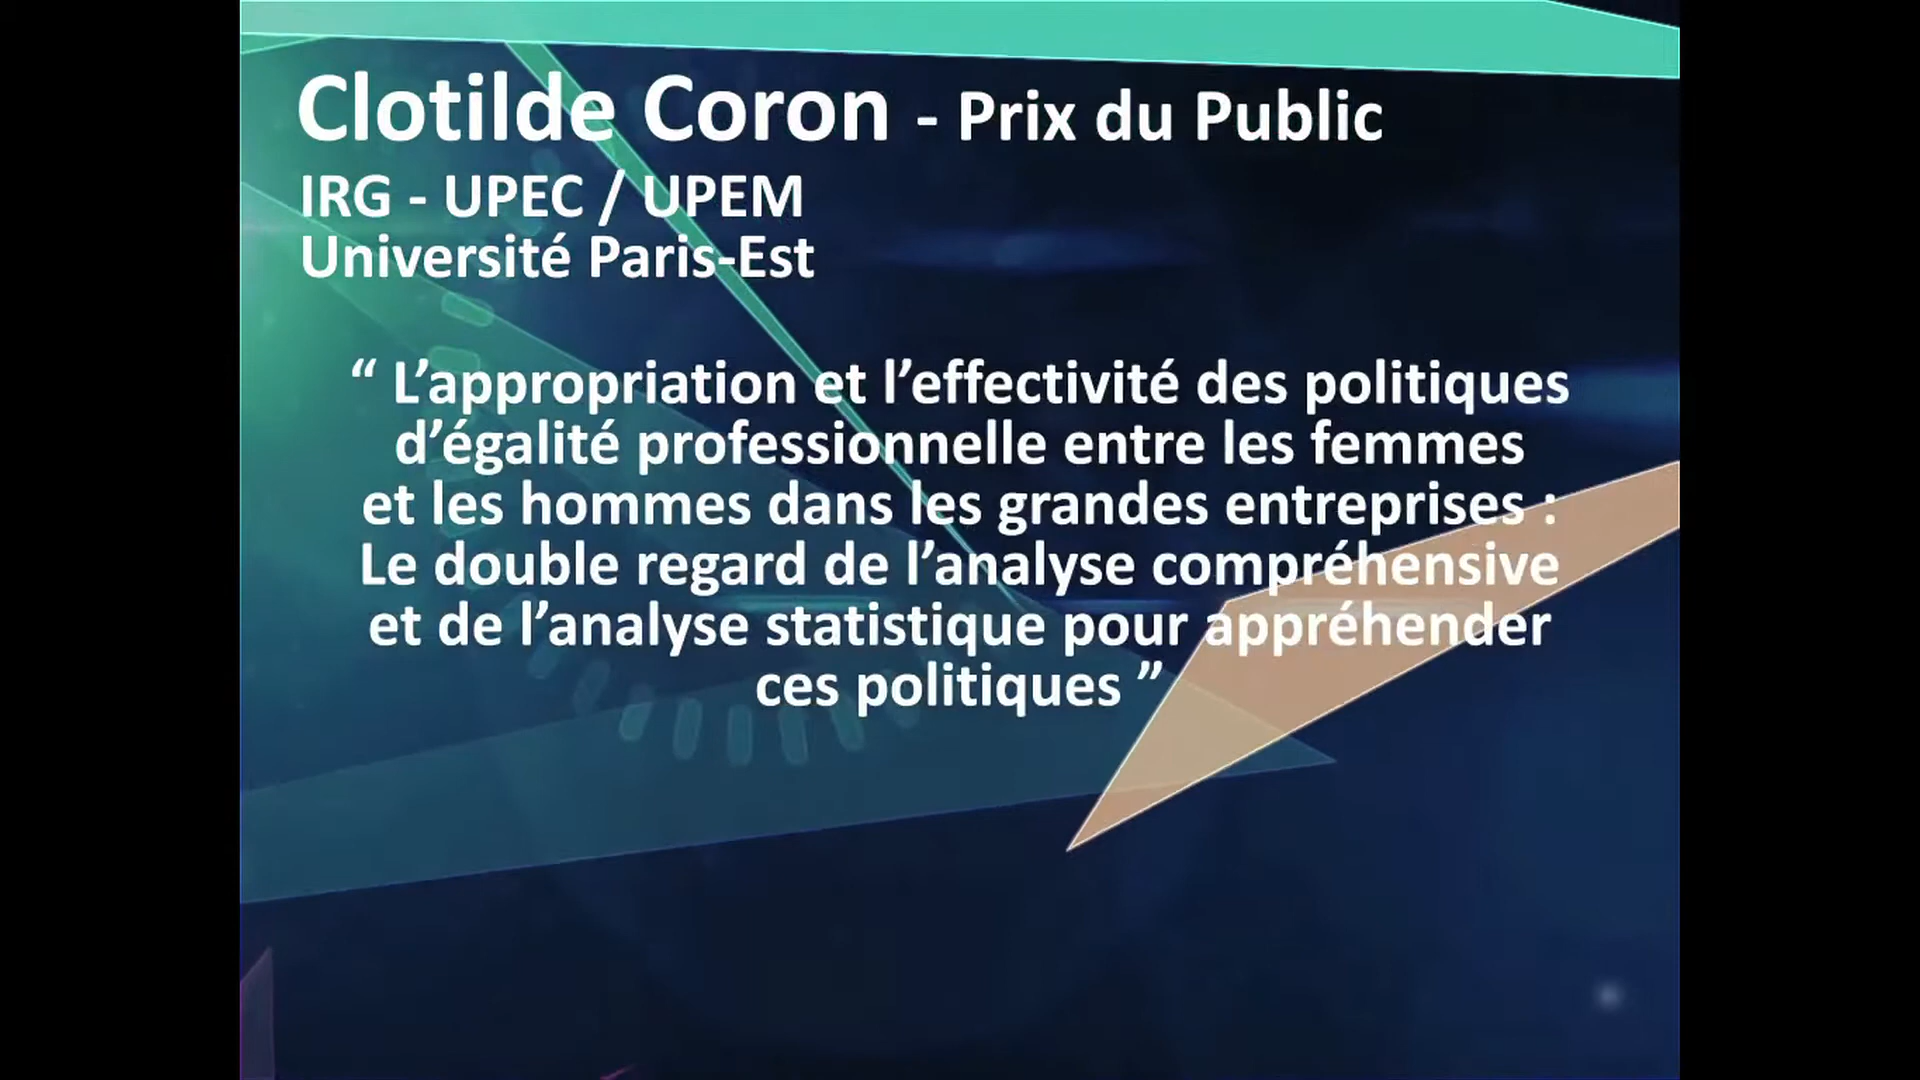 Clotilde Coron - Prix du Public
IRG - UPEC / UPEM
Université Paris-Est
“ L’appropriation et l’effectivité des politiques
d’égalité professionnelle entre les femmes
et les hommes dans les grandes entreprises :
Le double regard de l’analyse compréhensive
et de l’analyse statistique pour appréhender
ces politiques ”